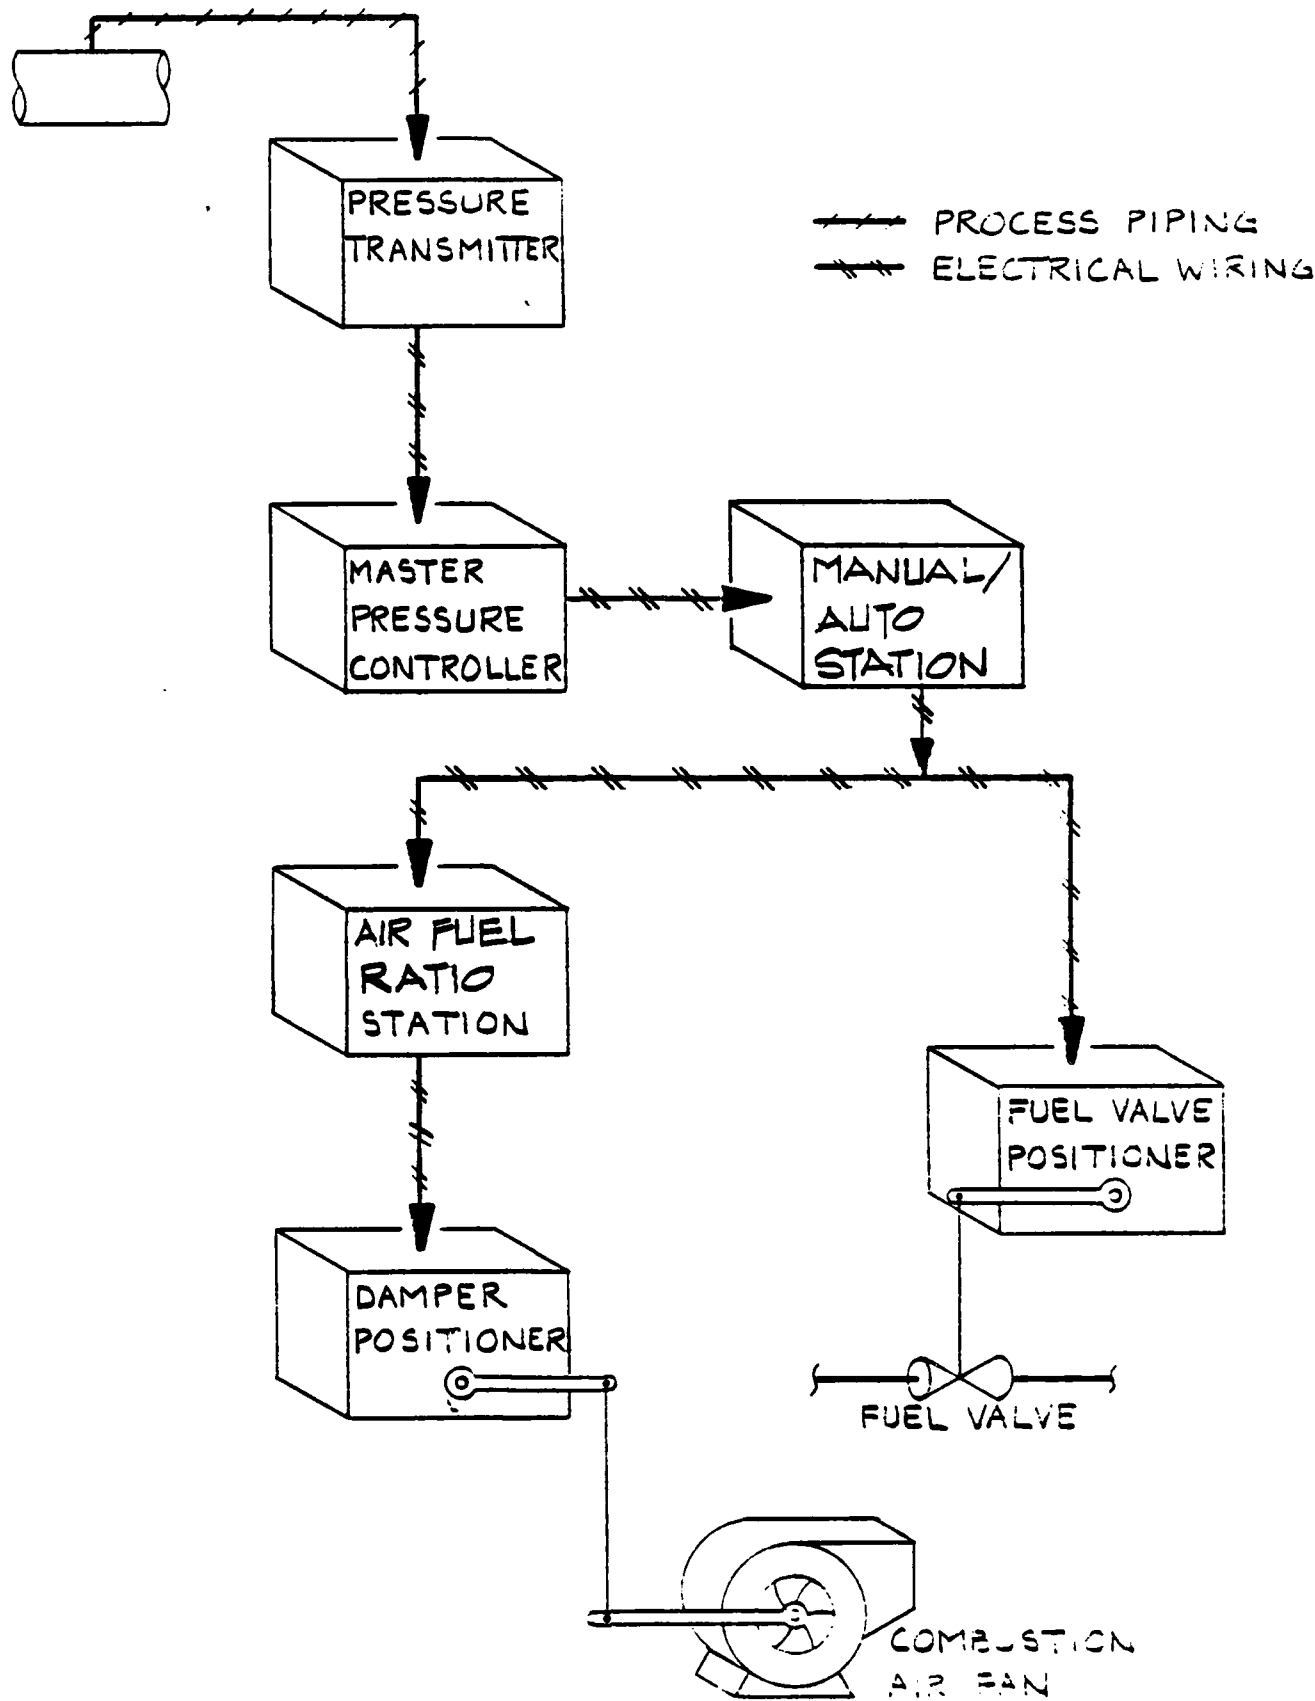 PRESSURE
TRANSMITTER
PROCESS PIPING
ELECTRICAL WIRING
MASTER
PRESSURE
CONTROLLER
MANUAL/
AUTO
STATION
AIR FUEL
RATIO
STATION
FUEL VALVE
POSITIONER
DAMPER
POSITIONER
FUEL VALVE
COMBUSTION
AIR FAN